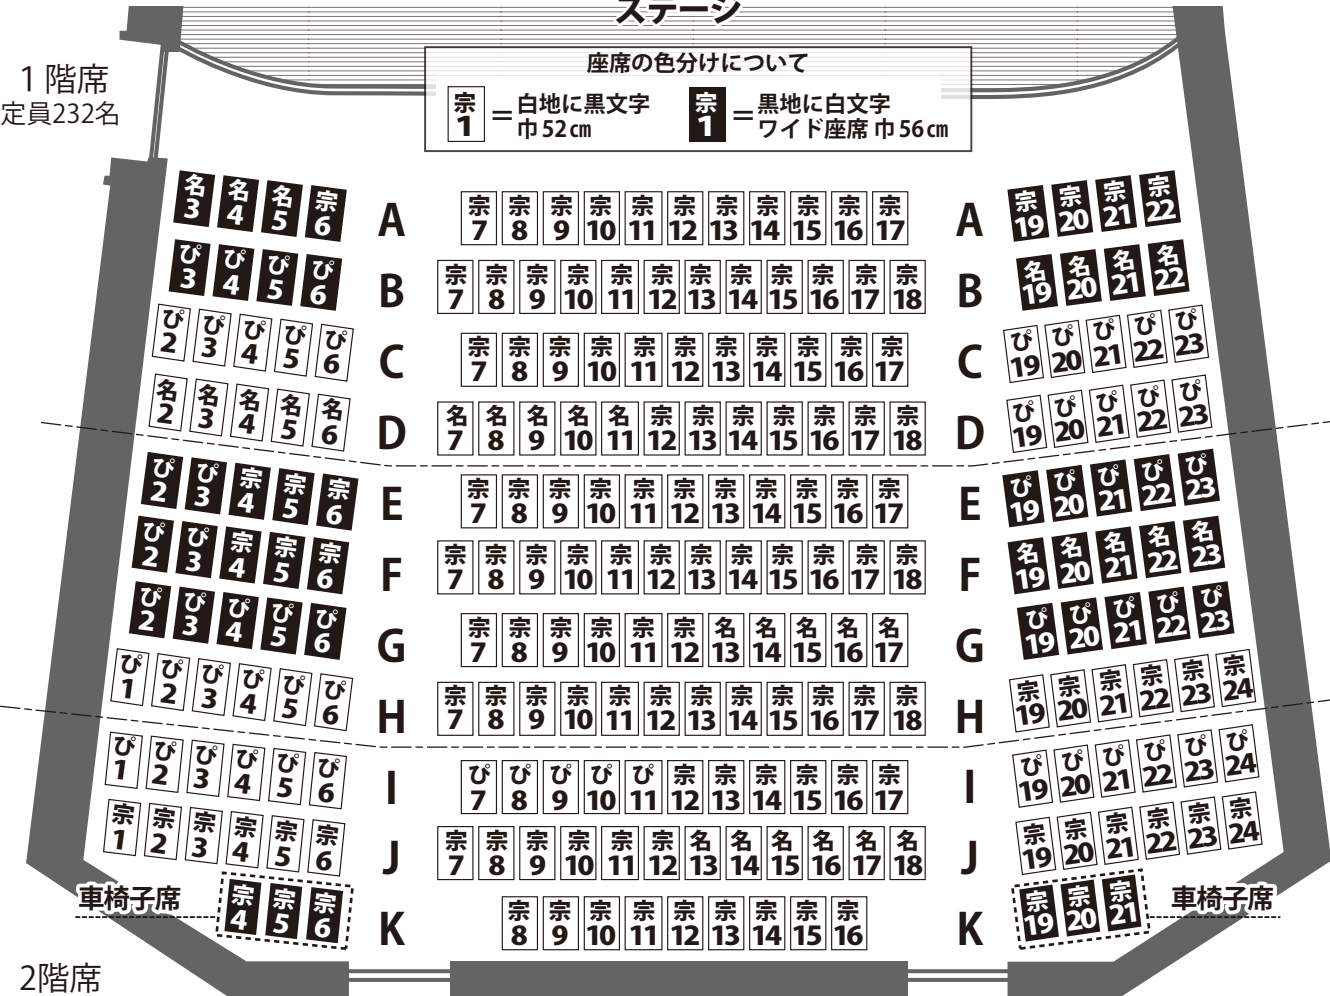 ステージ
座席の色分けについて
宗 1 = 白地に黒文字 巾52㎝
宗 1 = 黒地に白文字 ワイド座席 巾56㎝
1階席
定員232名
名3 名4 名5 宗6 A 宗7 宗8 宗9 宗10 宗11 宗12 宗13 宗14 宗15 宗16 宗17 A 宗19 宗20 宗21 宗22
ぴ3 ぴ4 ぴ5 ぴ6 B 宗7 宗8 宗9 宗10 宗11 宗12 宗13 宗14 宗15 宗16 宗17 宗18 B 名19 名20 名21 名22
ぴ2 ぴ3 ぴ4 ぴ5 ぴ6 C 宗7 宗8 宗9 宗10 宗11 宗12 宗13 宗14 宗15 宗16 宗17 C ぴ19 ぴ20 ぴ21 ぴ22 ぴ23
名2 名3 名4 名5 名6 D 名7 名8 名9 名10 名11 宗12 宗13 宗14 宗15 宗16 宗17 宗18 D ぴ19 ぴ20 ぴ21 ぴ22 ぴ23
ぴ2 ぴ3 宗4 宗5 宗6 E 宗7 宗8 宗9 宗10 宗11 宗12 宗13 宗14 宗15 宗16 宗17 E ぴ19 ぴ20 ぴ21 ぴ22 ぴ23
ぴ2 ぴ3 宗4 宗5 宗6 F 宗7 宗8 宗9 宗10 宗11 宗12 宗13 宗14 宗15 宗16 宗17 宗18 F 名19 名20 名21 名22 名23
ぴ2 ぴ3 ぴ4 ぴ5 ぴ6 G 宗7 宗8 宗9 宗10 宗11 宗12 名13 名14 名15 名16 名17 G ぴ19 ぴ20 ぴ21 ぴ22 ぴ23
ぴ1 ぴ2 ぴ3 ぴ4 ぴ5 ぴ6 H 宗7 宗8 宗9 宗10 宗11 宗12 宗13 宗14 宗15 宗16 宗17 宗18 H 宗19 宗20 宗21 宗22 宗23 宗24
ぴ1 ぴ2 ぴ3 ぴ4 ぴ5 ぴ6 I ぴ7 ぴ8 ぴ9 ぴ10 ぴ11 宗12 宗13 宗14 宗15 宗16 宗17 I ぴ19 ぴ20 ぴ21 ぴ22 ぴ23 ぴ24
宗1 宗2 宗3 宗4 宗5 宗6 J 宗7 宗8 宗9 宗10 宗11 宗12 名13 名14 名15 名16 名17 名18 J 宗19 宗20 宗21 宗22 宗23 宗24
車椅子席 宗4 宗5 宗6 K 宗8 宗9 宗10 宗11 宗12 宗13 宗14 宗15 宗16 K 宗19 宗20 宗21 車椅子席
2階席